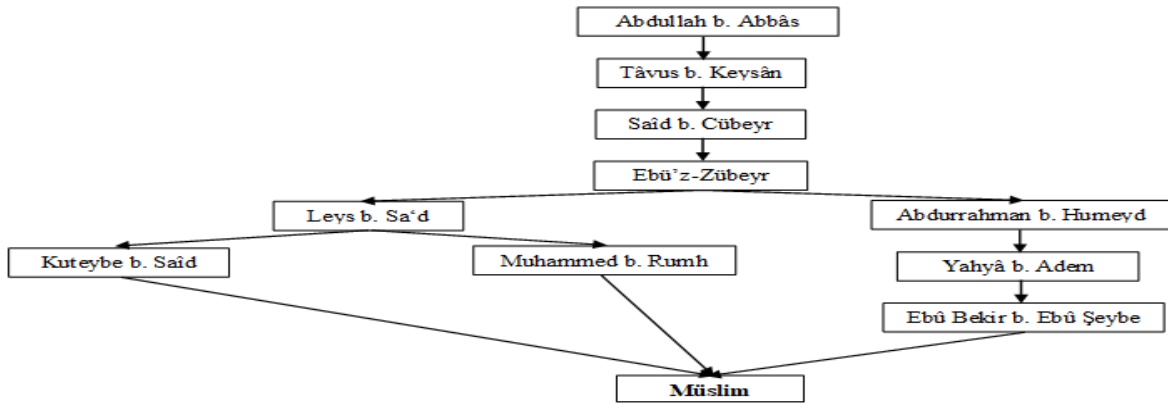 Abdullah b. Abbâs
Tâvus b. Keysân
Saîd b. Cübeyr
Ebü’z-Zübeyr
Leys b. Sa‘d
Abdurrahman b. Humeyd
Kuteybe b. Saîd
Muhammed b. Rumh
Yahyâ b. Adem
Ebû Bekir b. Ebû Şeybe
Müslim